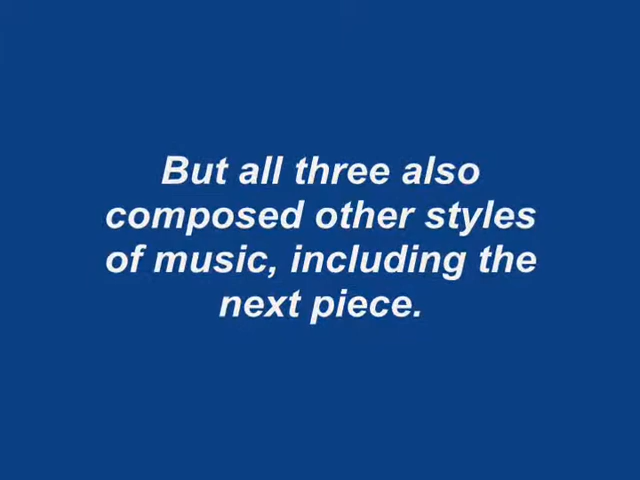 But all three also
composed other styles
of music, including the
next piece.